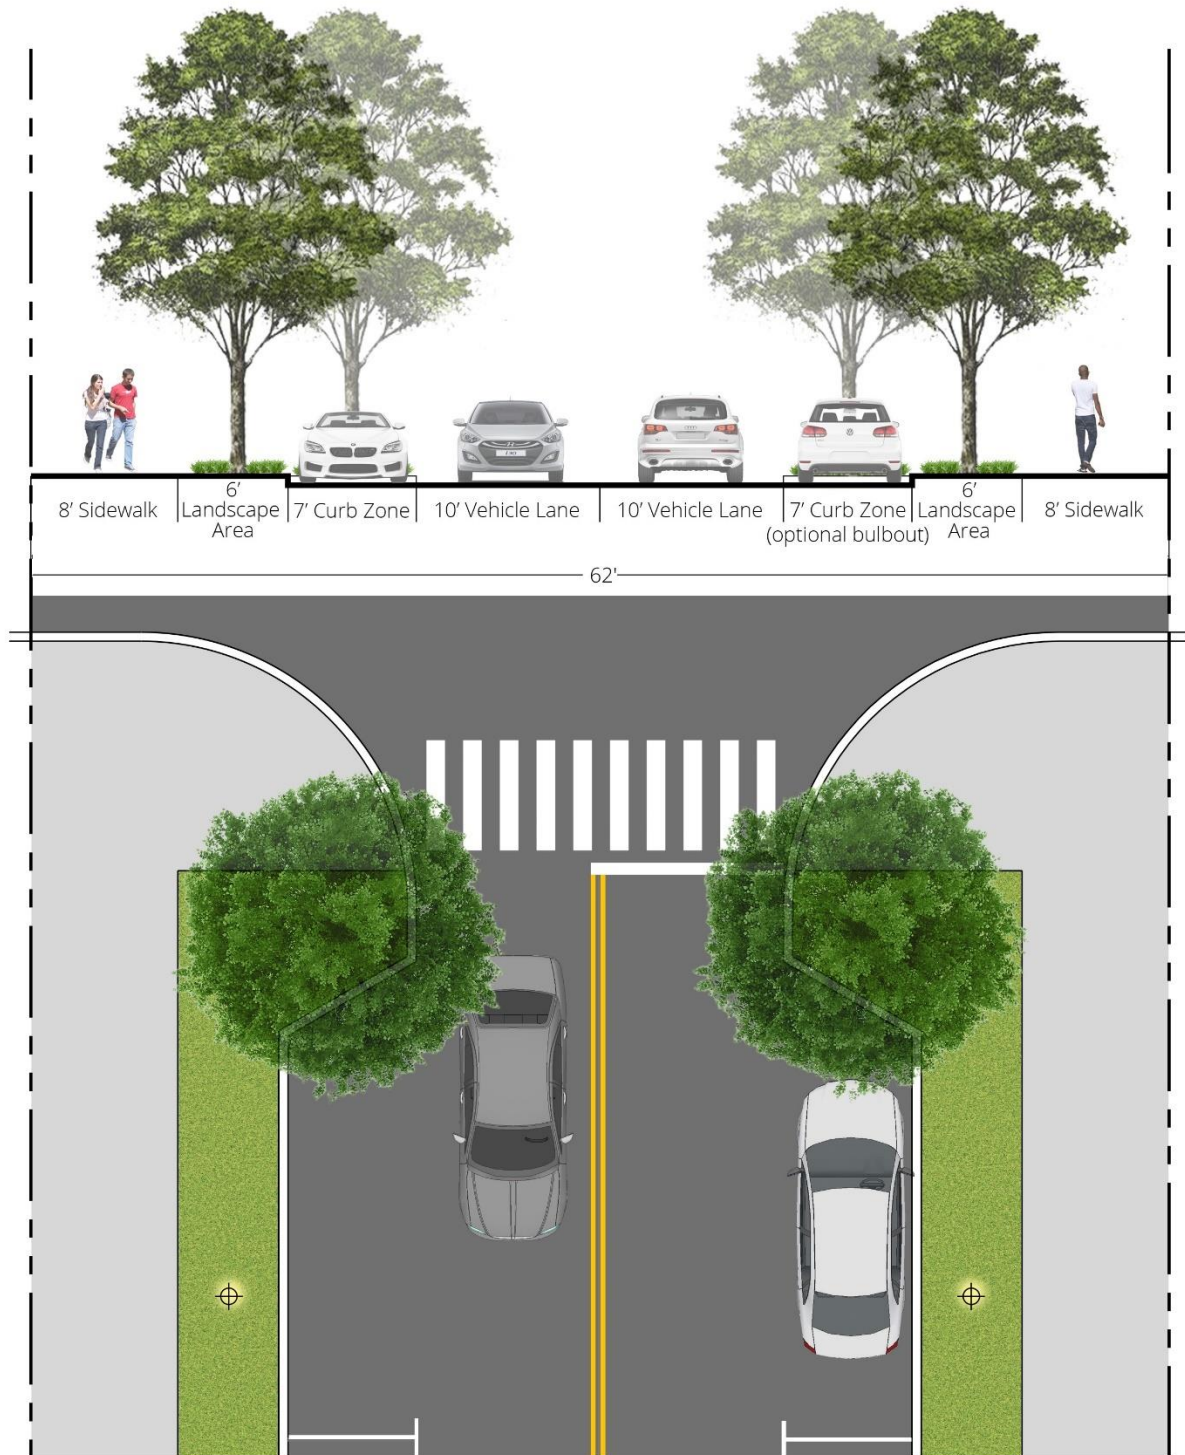 8’ Sidewalk
6’
Landscape
Area
7’ Curb Zone
10’ Vehicle Lane
10’ Vehicle Lane
7’ Curb Zone
(optional bulbout)
6’
Landscape
Area
8’ Sidewalk
62'